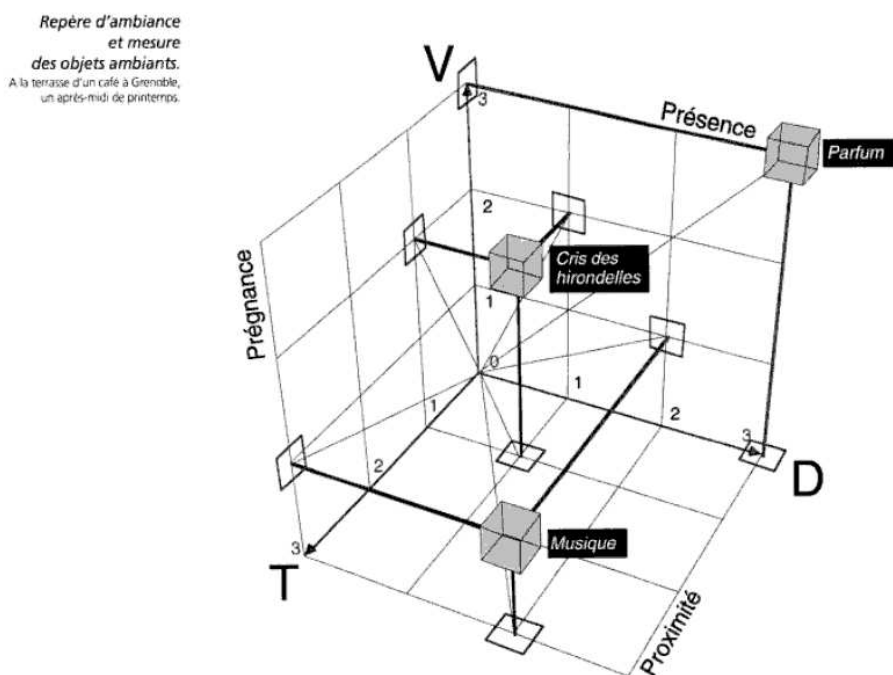 Repère d'ambiance
et mesure
des objets ambiants.
A la terrasse d'un café à Grenoble,
un après-midi de printemps.
V
3
Présence
Parfum
2
Cris des
hirondelles
Prégnance
1
0
1
1
2
2
3
D
Musique
3
T
Proximité